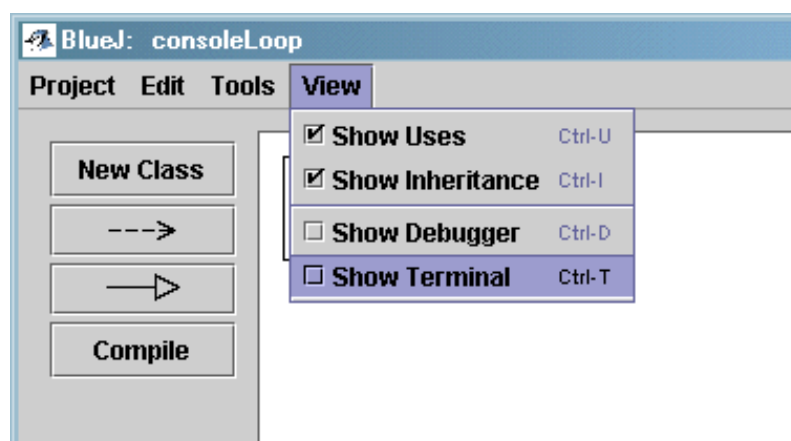 BlueJ: consoleLoop
Project Edit Tools View
Show Uses Ctrl-U
Show Inheritance Ctrl-I
Show Debugger Ctrl-D
Show Terminal Ctrl-T
New Class
Compile